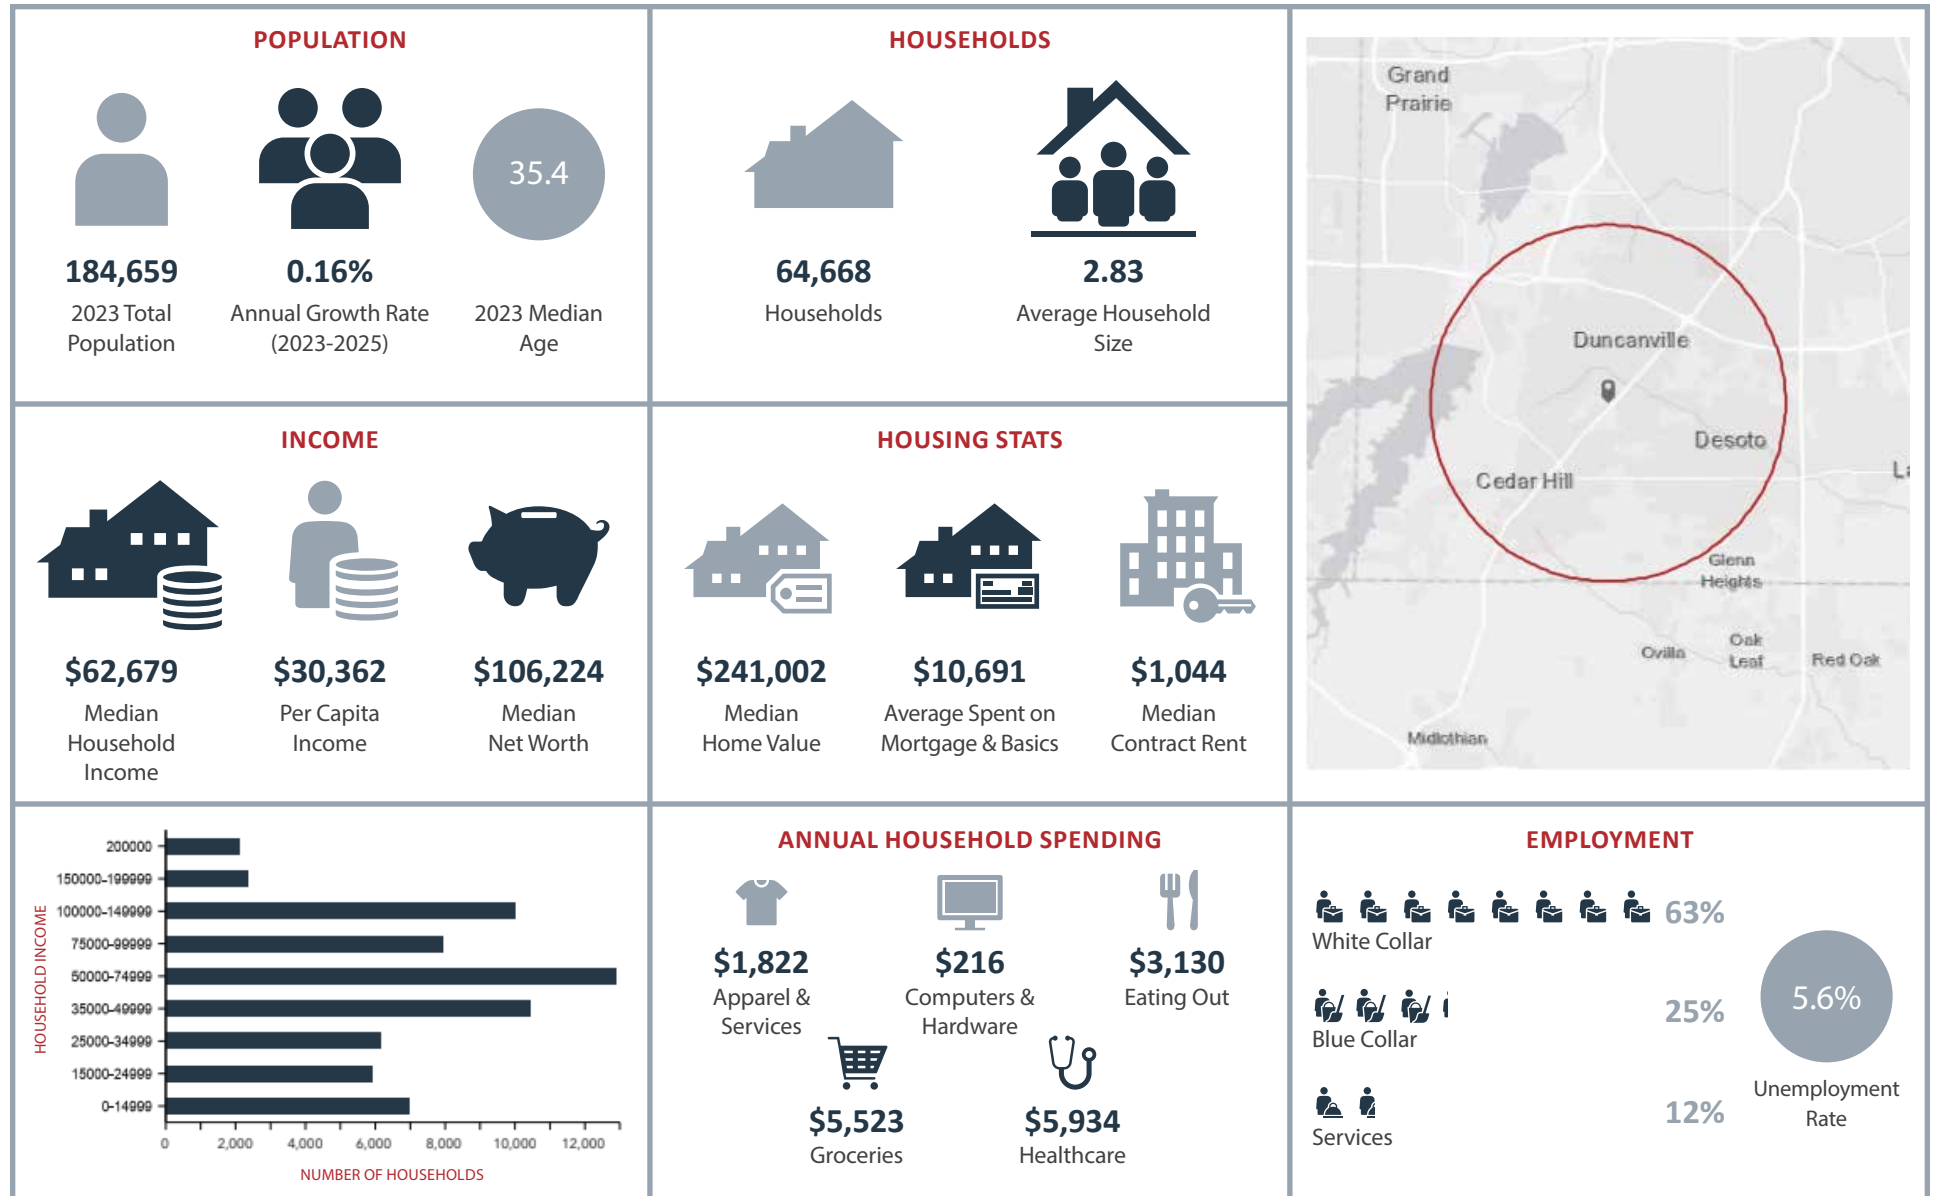 POPULATION
35.4
184,659
2023 Total
Population
0.16%
Annual Growth Rate
(2023-2025)
2023 Median
Age
HOUSEHOLDS
64,668
Households
2.83
Average Household
Size
Grand
Prairie
Duncanville
Desoto
Cedar Hill
La
Glenn
Heights
Ovilla
Oak
Leaf
Red Oak
Midlothian
INCOME
$62,679
Median
Household
Income
$30,362
Per Capita
Income
$106,224
Median
Net Worth
HOUSING STATS
$241,002
Median
Home Value
$10,691
Average Spent on
Mortgage & Basics
$1,044
Median
Contract Rent
HOUSEHOLD INCOME
200000
150000-199999
100000-149999
75000-99999
50000-74999
35000-49999
25000-34999
15000-24999
0-14999
0 2,000 4,000 6,000 8,000 10,000 12,000
NUMBER OF HOUSEHOLDS
ANNUAL HOUSEHOLD SPENDING
$1,822
Apparel &
Services
$216
Computers &
Hardware
$3,130
Eating Out
$5,523
Groceries
$5,934
Healthcare
EMPLOYMENT
63%
White Collar
25%
Blue Collar
12%
Services
5.6%
Unemployment
Rate